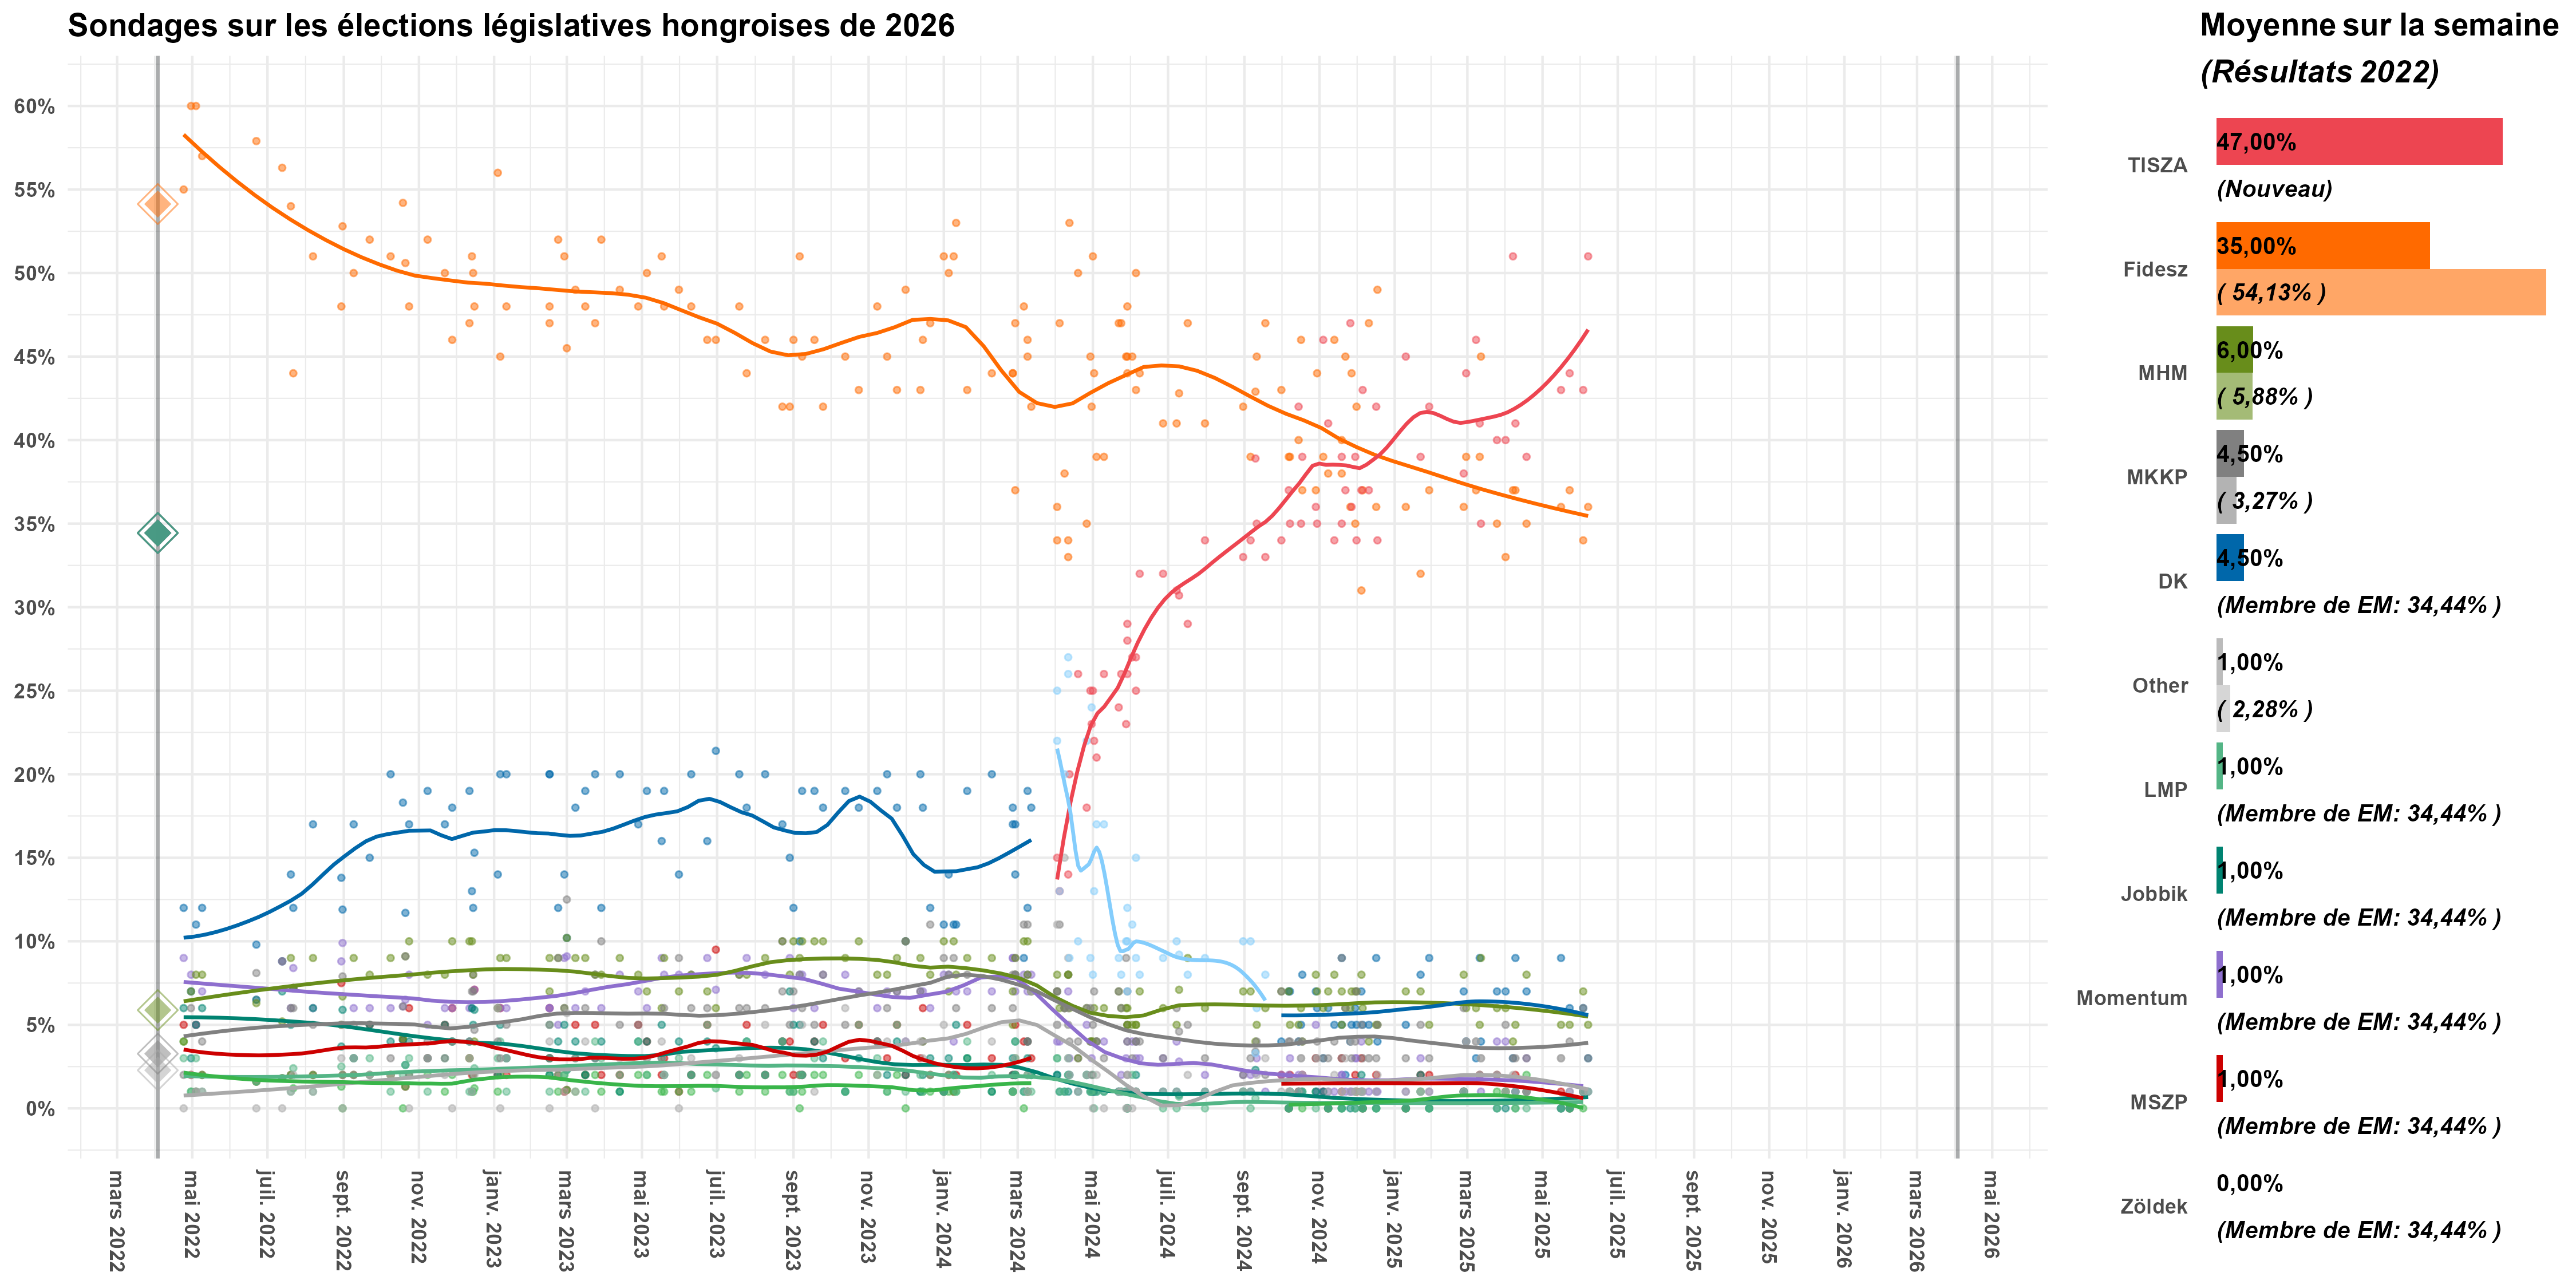 Sondages sur les élections législatives hongroises de 2026
60%
55%
50%
45%
40%
35%
30%
25%
20%
15%
10%
5%
0%
mars 2022
mai 2022
juil. 2022
sept. 2022
nov. 2022
janv. 2023
mars 2023
mai 2023
juil. 2023
sept. 2023
nov. 2023
janv. 2024
mars 2024
mai 2024
juil. 2024
sept. 2024
nov. 2024
janv. 2025
mars 2025
mai 2025
juil. 2025
sept. 2025
nov. 2025
janv. 2026
mars 2026
mai 2026
Moyenne sur la semaine
(Résultats 2022)
TISZA
47,00%
(Nouveau)
Fidesz
35,00%
( 54,13% )
MHM
6,00%
( 5,88% )
MKKP
4,50%
( 3,27% )
DK
4,50%
(Membre de EM: 34,44% )
Other
1,00%
( 2,28% )
LMP
1,00%
(Membre de EM: 34,44% )
Jobbik
1,00%
(Membre de EM: 34,44% )
Momentum
1,00%
(Membre de EM: 34,44% )
MSZP
1,00%
(Membre de EM: 34,44% )
Zöldek
0,00%
(Membre de EM: 34,44% )